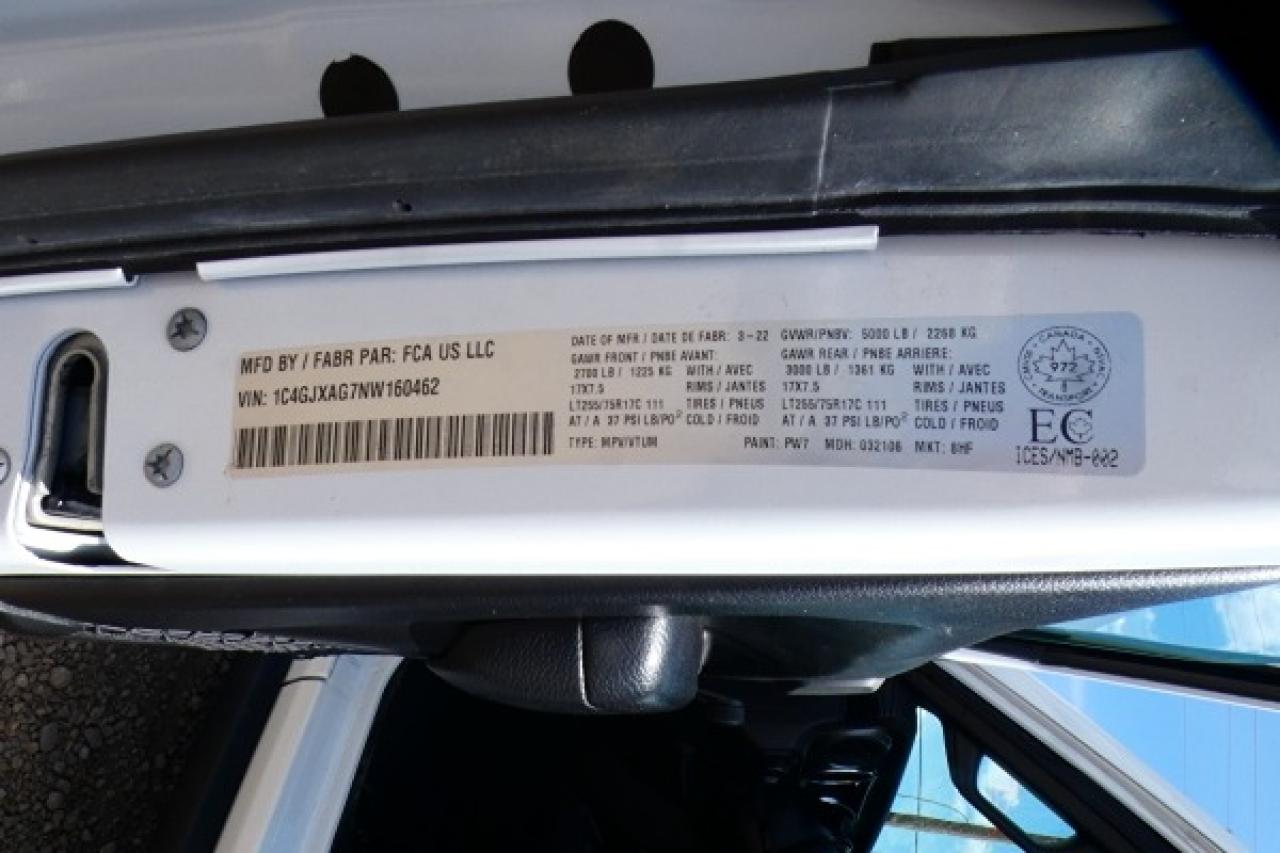 MFD BY / FABR PAR: FCA US LLC
VIN: 1C4GJXAG7NW160462
DATE OF MFR / DATE DE FABR: 3-22 GVWR/PNBV: 5000 LB / 2268 KG
GAWR FRONT / PNBE AVANT: GAWR REAR / PNBE ARRIERE:
2700 LB / 1225 KG WITH / AVEC 3000 LB / 1361 KG WITH / AVEC
17X7.5 RIMS / JANTES 17X7.5 RIMS / JANTES
LT255/75R17C 111 TIRES / PNEUS LT255/75R17C 111 TIRES / PNEUS
AT / A 37 PSI LB/PO² COLD / FROID AT / A 37 PSI LB/PO² COLD / FROID
TYPE: MPV/VTUM PAINT: PW7 MDH: 032106 MKT: BHF
CANADA
CMVSS NVSAC
972
TRANSPORT
EC
ICES/NMB-002